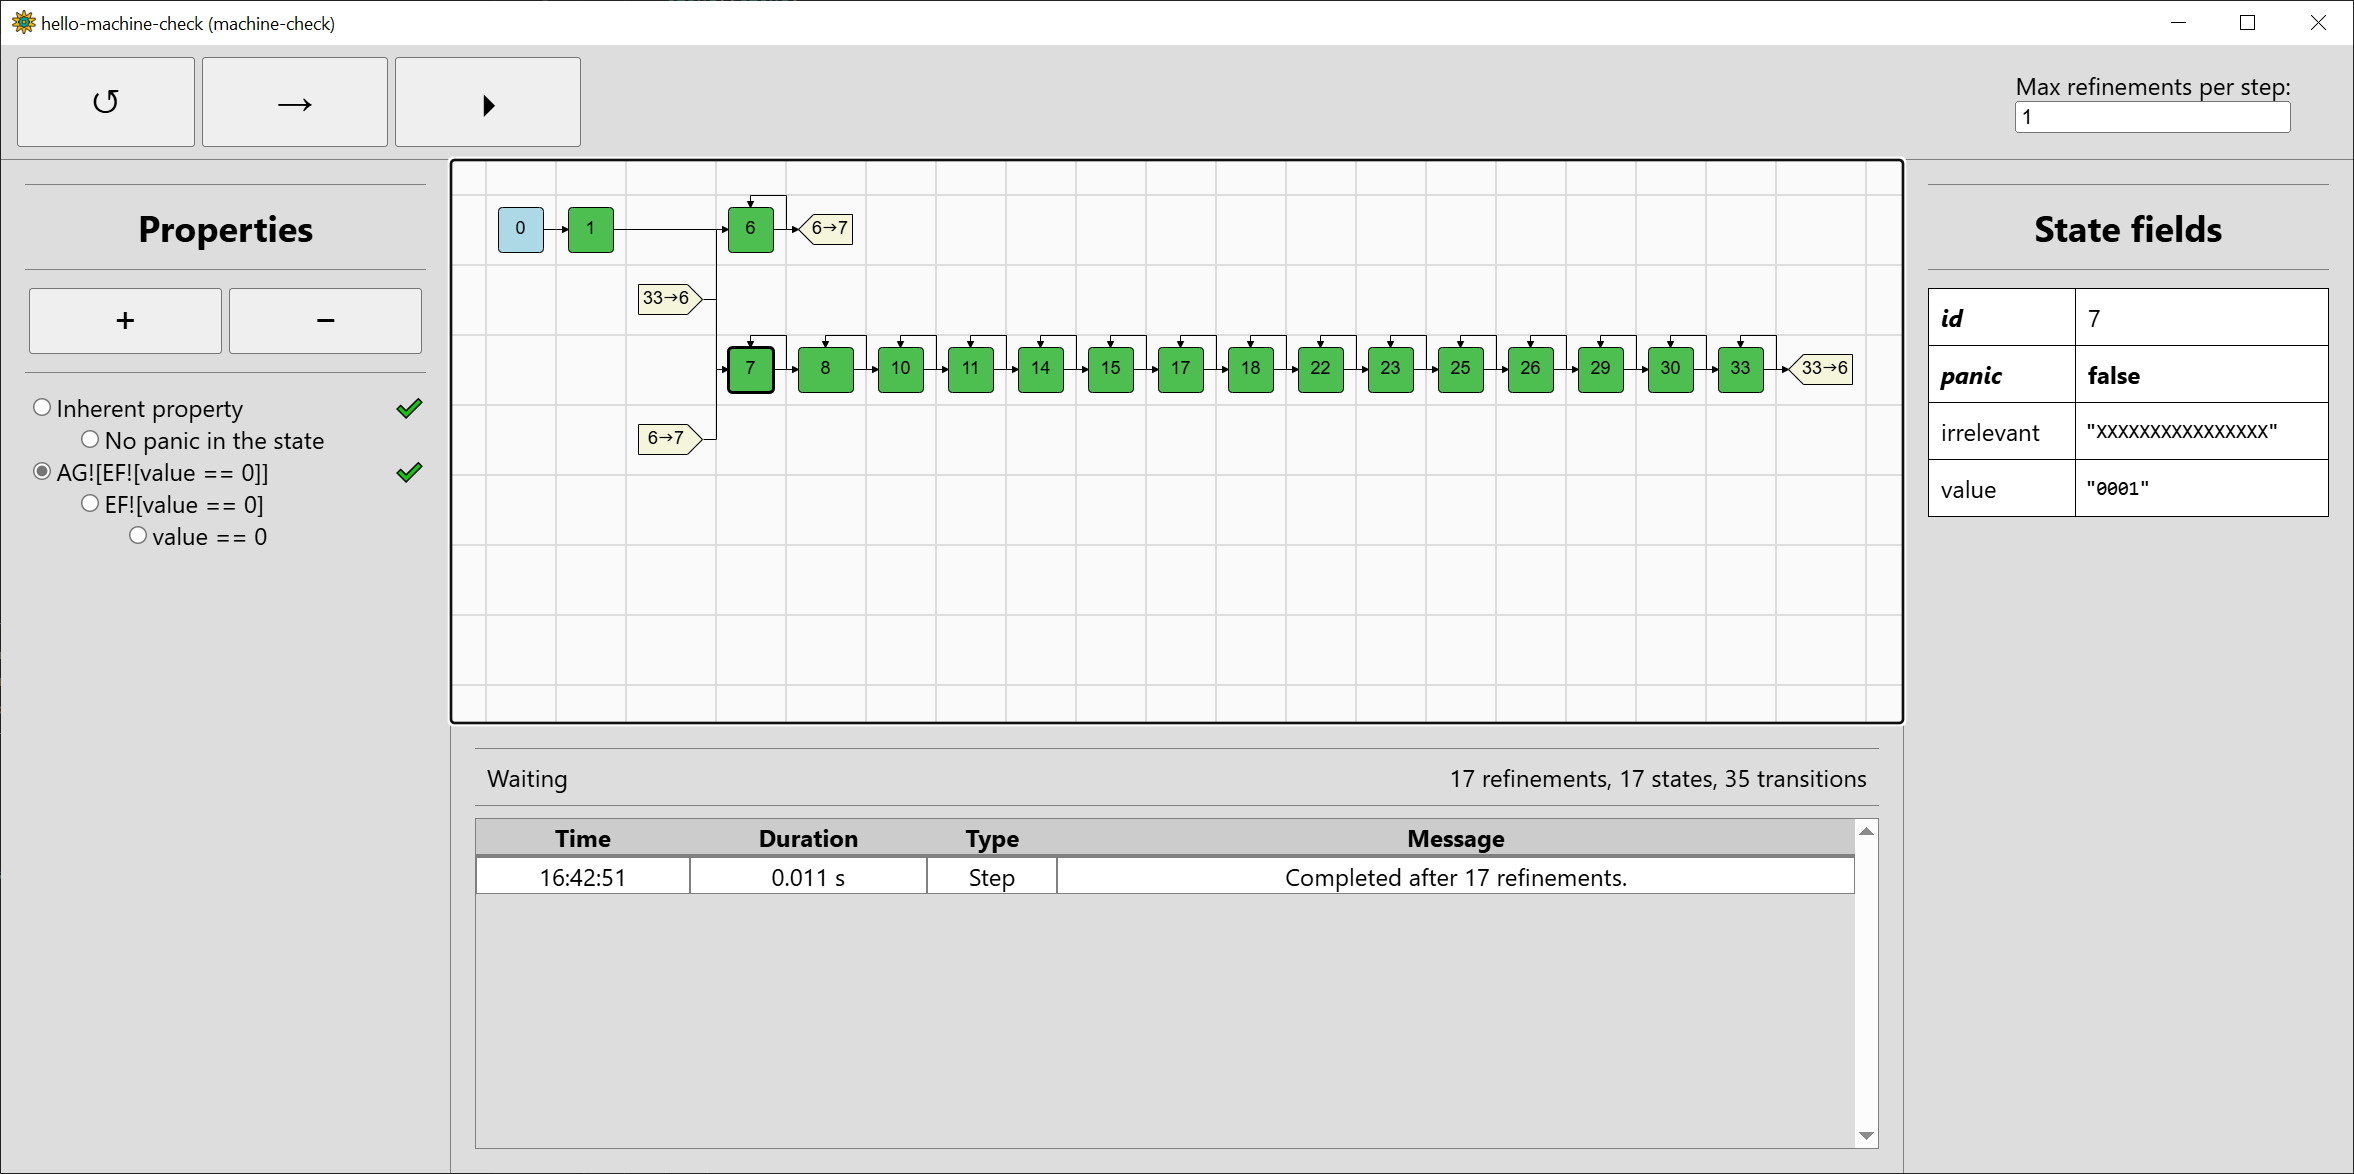 hello-machine-check (machine-check)
Max refinements per step:
1
Properties
+ −
Inherent property
No panic in the state
AG![EF![value == 0]]
EF![value == 0]
value == 0
0 1 6 6→7
33→6
7 8 10 11 14 15 17 18 22 23 25 26 29 30 33 33→6
6→7
Waiting 17 refinements, 17 states, 35 transitions
Time Duration Type Message
16:42:51 0.011 s Step Completed after 17 refinements.
State fields
id 7
panic false
irrelevant "XXXXXXXXXXXXXXXX"
value "0001"